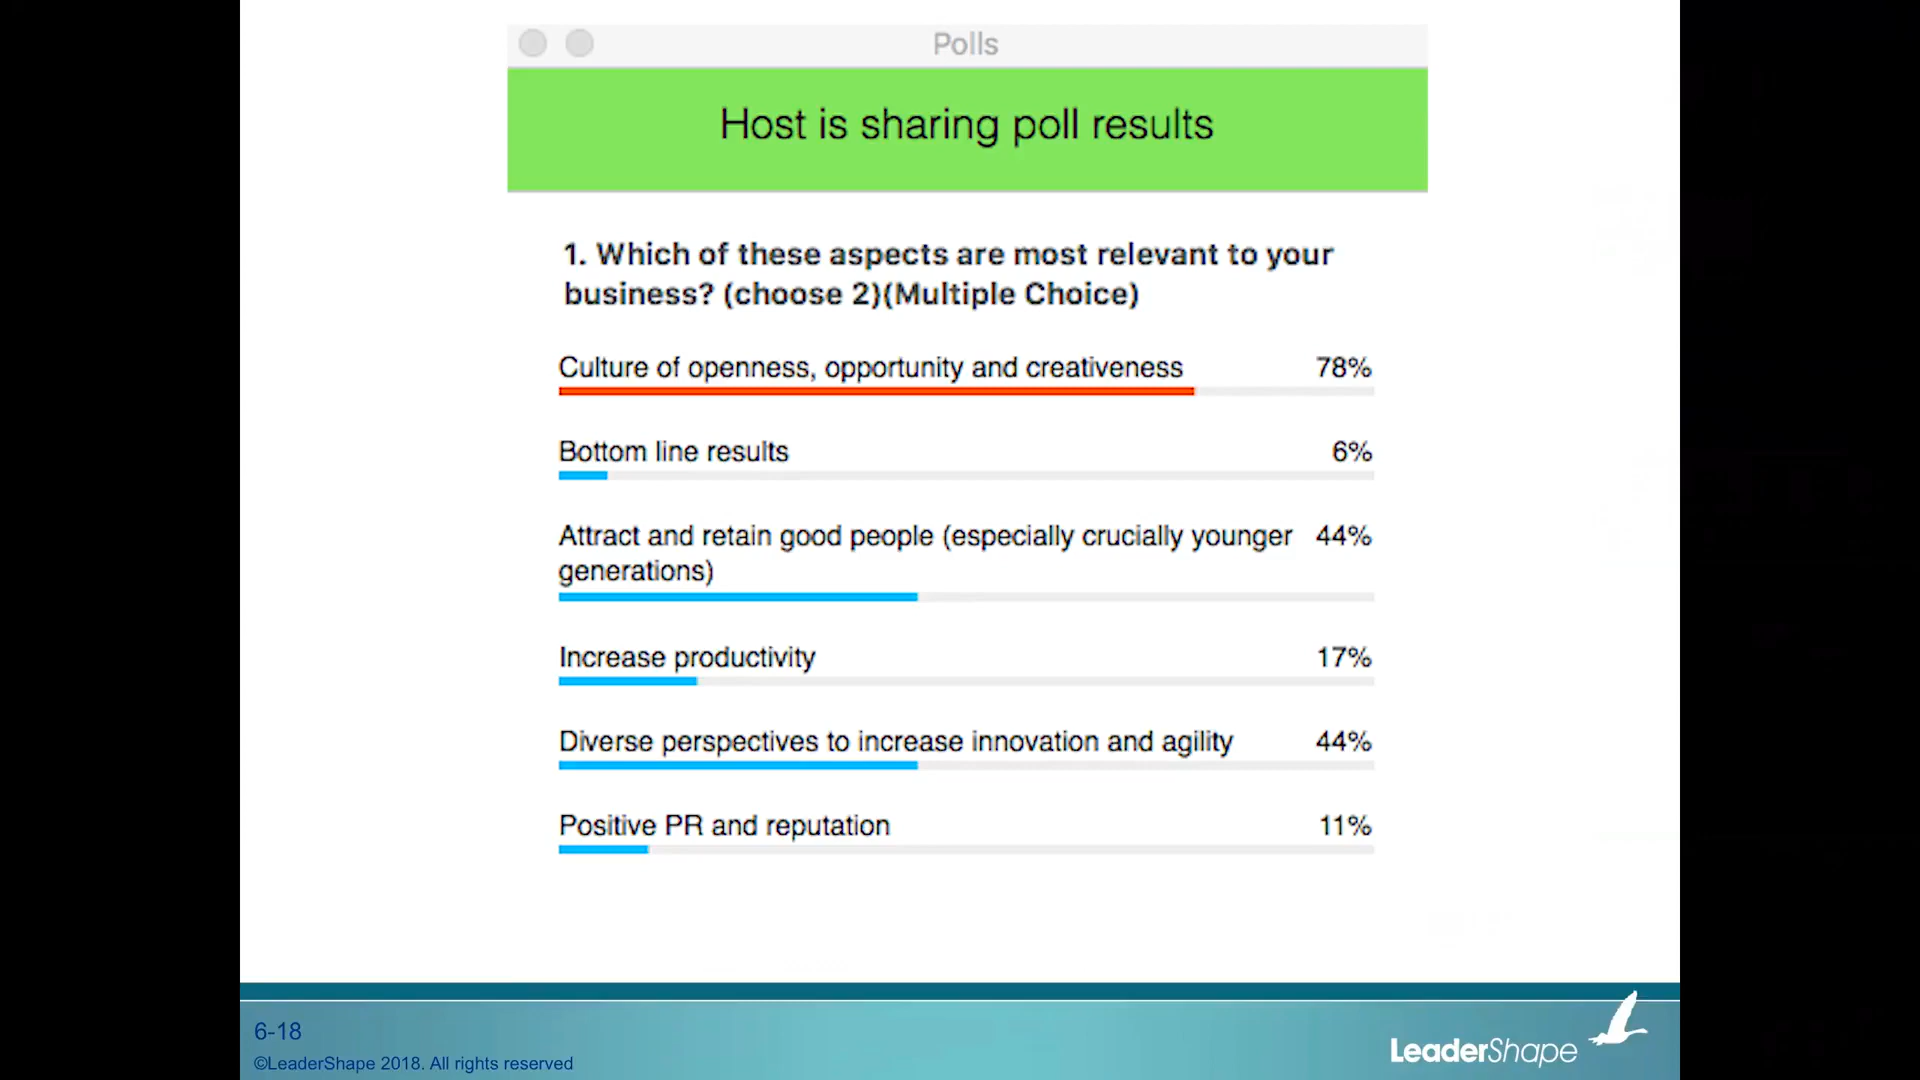 Polls
Host is sharing poll results
1. Which of these aspects are most relevant to your
business? (choose 2)(Multiple Choice)
Culture of openness, opportunity and creativeness 78%
Bottom line results 6%
Attract and retain good people (especially crucially younger 44%
generations)
Increase productivity 17%
Diverse perspectives to increase innovation and agility 44%
Positive PR and reputation 11%
6-18
©LeaderShape 2018. All rights reserved
LeaderShape